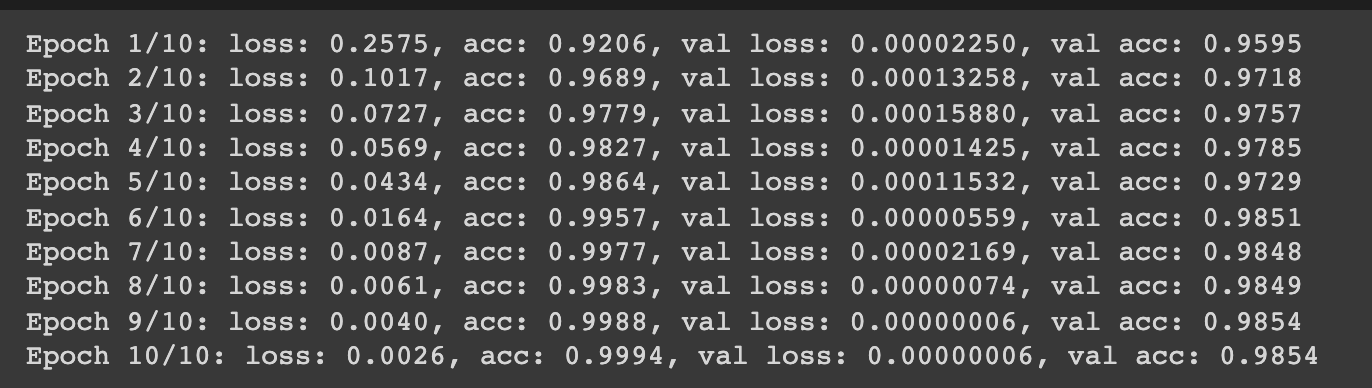 Epoch 1/10: loss: 0.2575, acc: 0.9206, val loss: 0.00002250, val acc: 0.9595
Epoch 2/10: loss: 0.1017, acc: 0.9689, val loss: 0.00013258, val acc: 0.9718
Epoch 3/10: loss: 0.0727, acc: 0.9779, val loss: 0.00015880, val acc: 0.9757
Epoch 4/10: loss: 0.0569, acc: 0.9827, val loss: 0.00001425, val acc: 0.9785
Epoch 5/10: loss: 0.0434, acc: 0.9864, val loss: 0.00011532, val acc: 0.9729
Epoch 6/10: loss: 0.0164, acc: 0.9957, val loss: 0.00000559, val acc: 0.9851
Epoch 7/10: loss: 0.0087, acc: 0.9977, val loss: 0.00002169, val acc: 0.9848
Epoch 8/10: loss: 0.0061, acc: 0.9983, val loss: 0.00000074, val acc: 0.9849
Epoch 9/10: loss: 0.0040, acc: 0.9988, val loss: 0.00000006, val acc: 0.9854
Epoch 10/10: loss: 0.0026, acc: 0.9994, val loss: 0.00000006, val acc: 0.9854